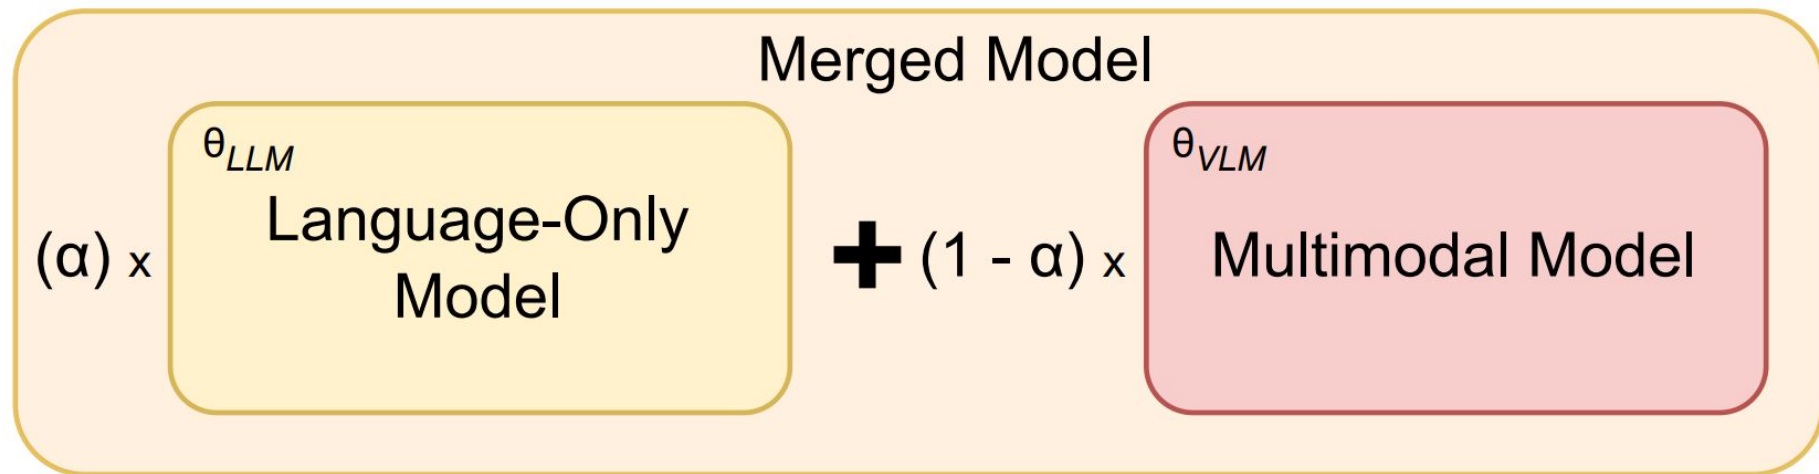 Merged Model
θLLM
Language-Only
Model
(α) x
+ (1 - α) x
θVLM
Multimodal Model